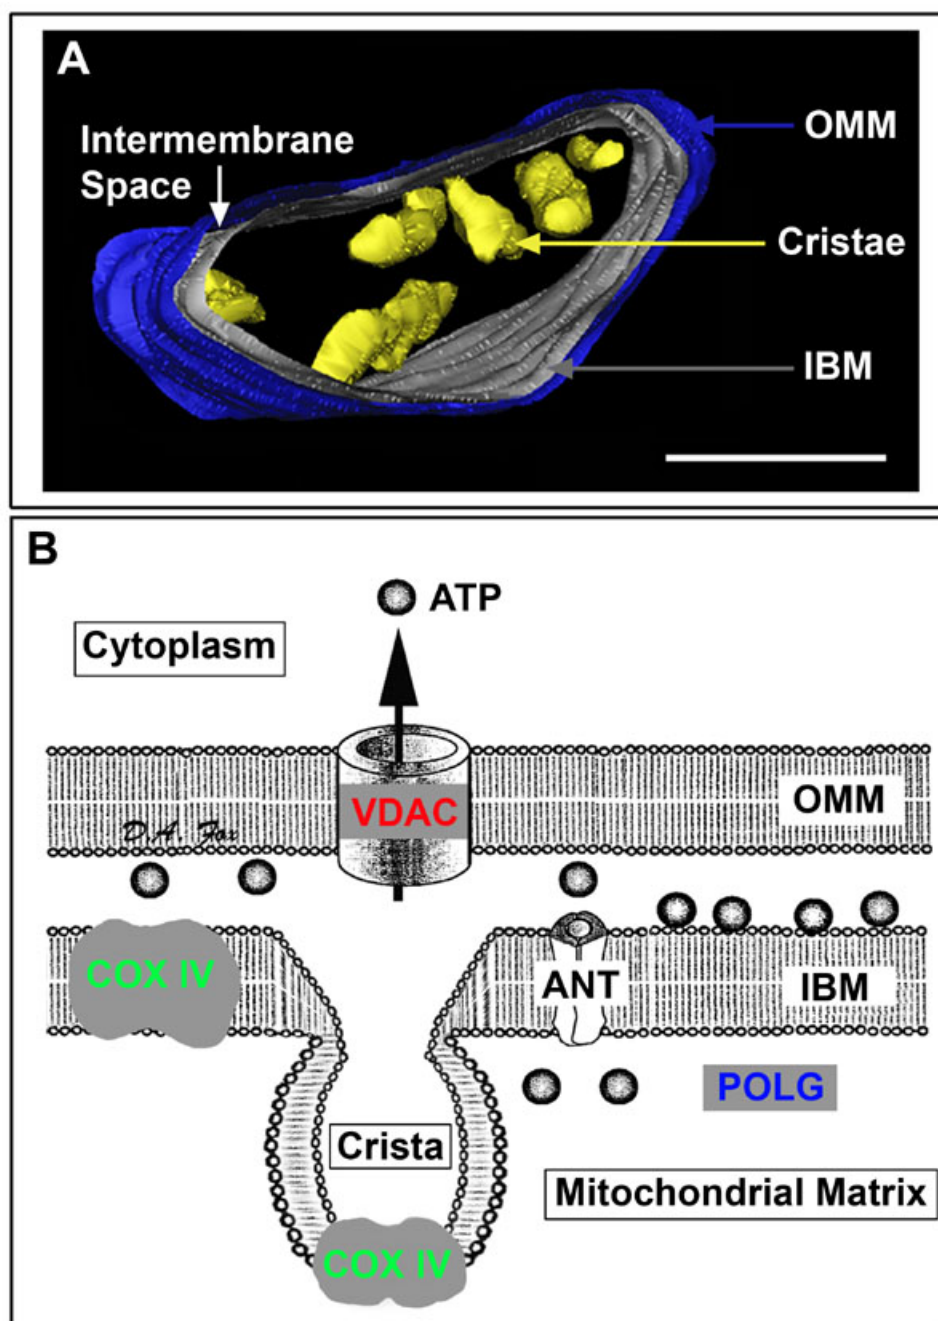 A
Intermembrane
Space
OMM
Cristae
IBM
B
ATP
Cytoplasm
VDAC
OMM
D.A. Fox
COX IV
ANT
IBM
POLG
Crista
Mitochondrial Matrix
COX IV